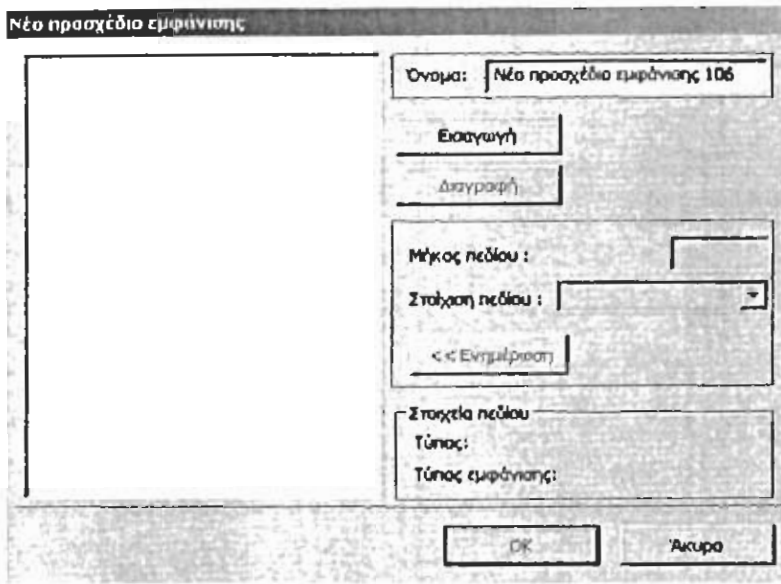 Νέο προσχέδιο εμφάνισης
Όνομα: Νέο προσχέδιο εμφάνισης 106
Εισαγωγή
Διαγραφή
Μήκος πεδίου :
Στοίχιση πεδίου :
<< Ενημέρωση
Στοιχεία πεδίου
Τύπος:
Τύπος εμφάνισης:
OK Άκυρο